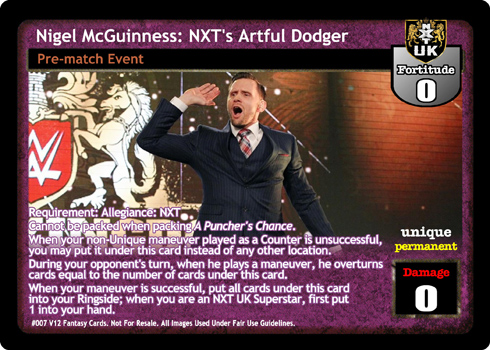 Nigel McGuinness: NXT's Artful Dodger
Pre-match Event
NXT
UK
Fortitude
0
W
Requirement: Allegiance: NXT
Cannot be packed when packing A Puncher's Chance.
When your non-Unique maneuver played as a Counter is unsuccessful,
you may put it under this card instead of any other location.
During your opponent's turn, when he plays a maneuver, he overturns
cards equal to the number of cards under this card.
When your maneuver is successful, put all cards under this card
into your Ringside; when you are an NXT UK Superstar, first put
1 into your hand.
unique
permanent
Damage
0
#007 V12 Fantasy Cards. Not For Resale. All Images Used Under Fair Use Guidelines.